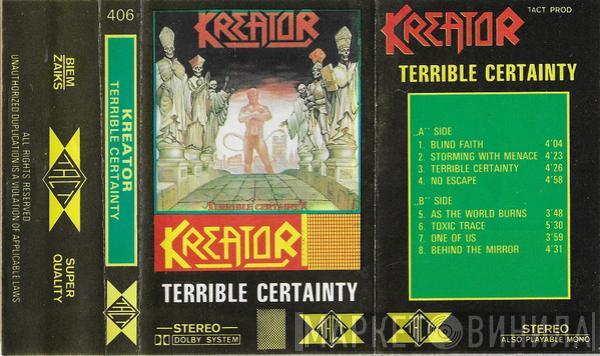 406
BIEM
ZAIKS
UNAUTHORIZED DUPLICATION IS A VIOLATION OF APPLICABLE LAWS
ALL RIGHTS RESERVED
TACT
SUPER
QUALITY
KREATOR
TERRIBLE CERTAINTY
TACT
KREATOR
TERRIBLE CERTAINTY
KREATOR
TERRIBLE CERTAINTY
STEREO
DOLBY SYSTEM
TACT
KREATOR
TACT PROD
TERRIBLE CERTAINTY
„A” SIDE
1. BLIND FAITH 4'04
2. STORMING WITH MENACE 4'23
3. TERRIBLE CERTAINTY 4'26
4. NO ESCAPE 4'58
„B” SIDE
5. AS THE WORLD BURNS 3'48
6. TOXIC TRACE 5'30
7. ONE OF US 3'59
8. BEHIND THE MIRROR 4'31
TACT
STEREO
ALSO PLAYABLE MONO
МАРКЕТ ВИНИЛА